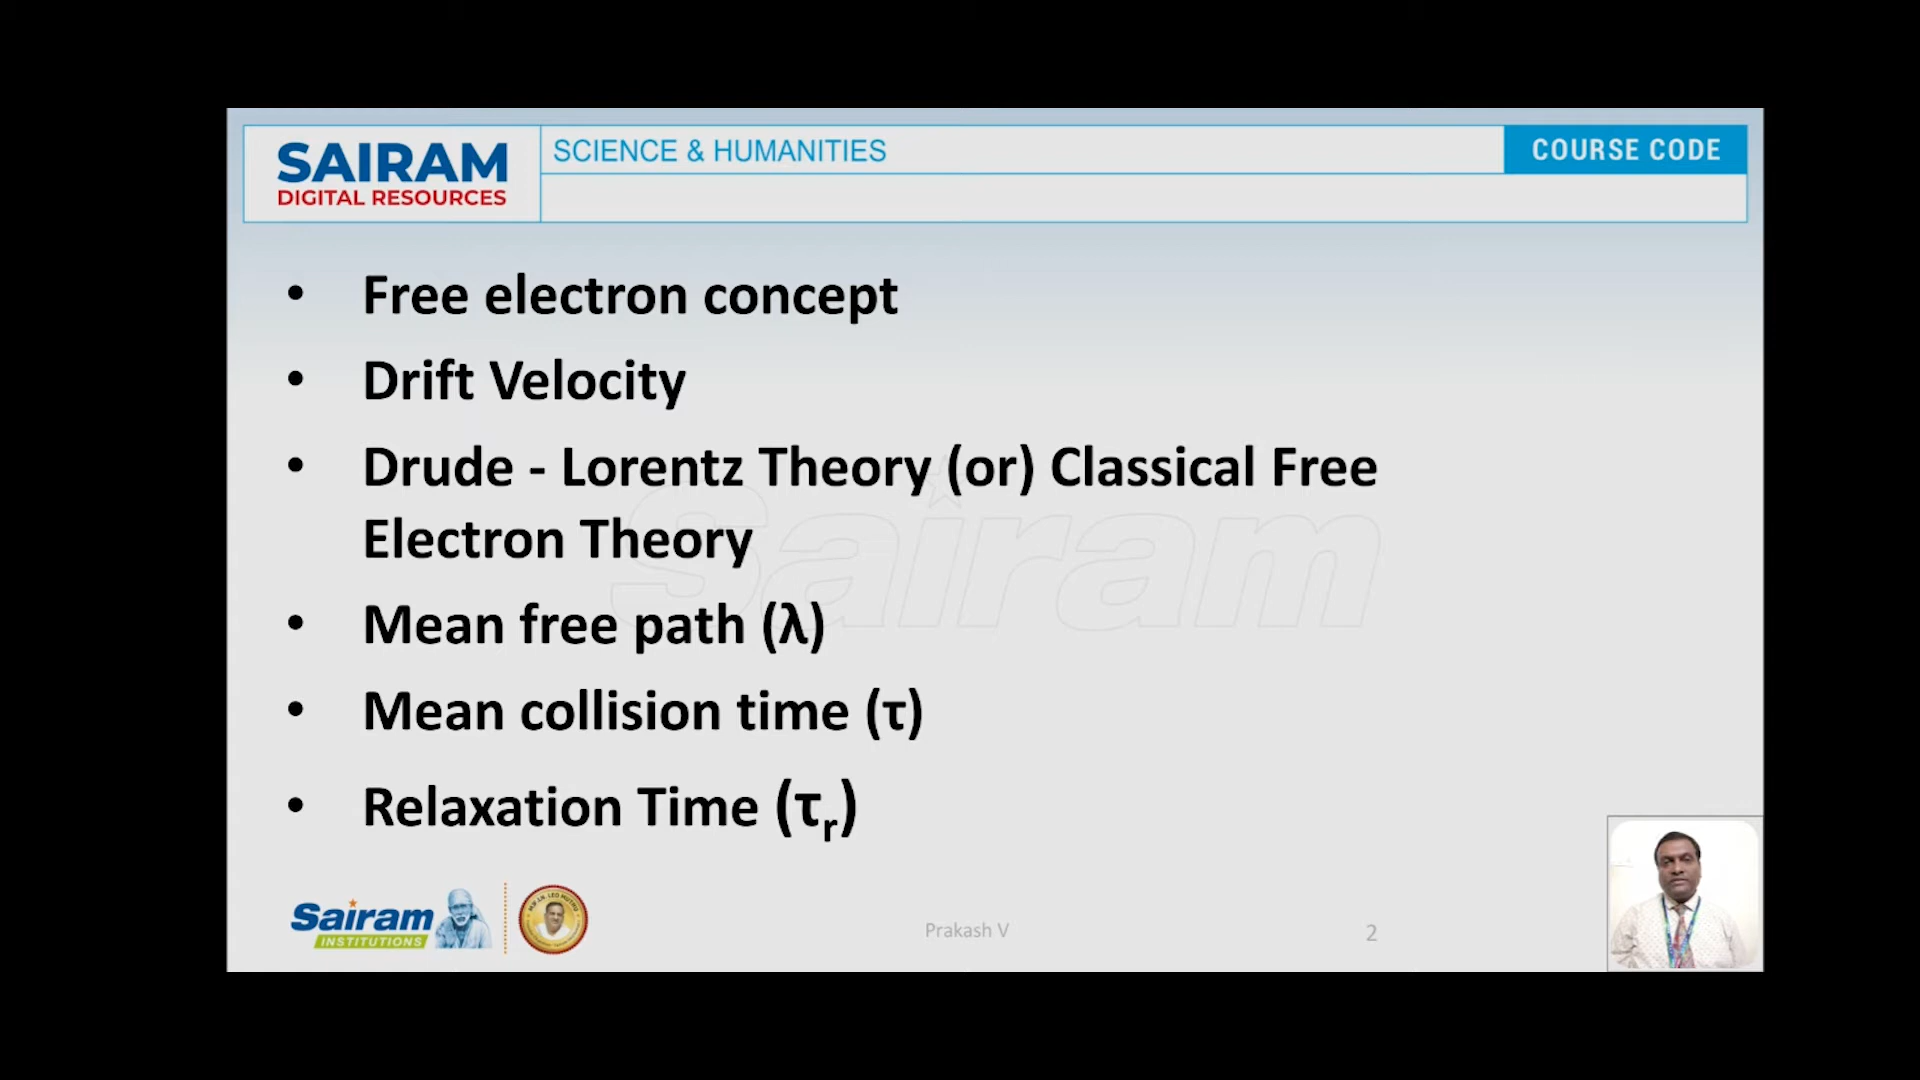 SAIRAM
DIGITAL RESOURCES
SCIENCE & HUMANITIES
COURSE CODE
• Free electron concept
• Drift Velocity
• Drude - Lorentz Theory (or) Classical Free
Electron Theory
• Mean free path (λ)
• Mean collision time (τ)
• Relaxation Time (τᵣ)
Sairam
Sairam
INSTITUTIONS
Prakash V
2